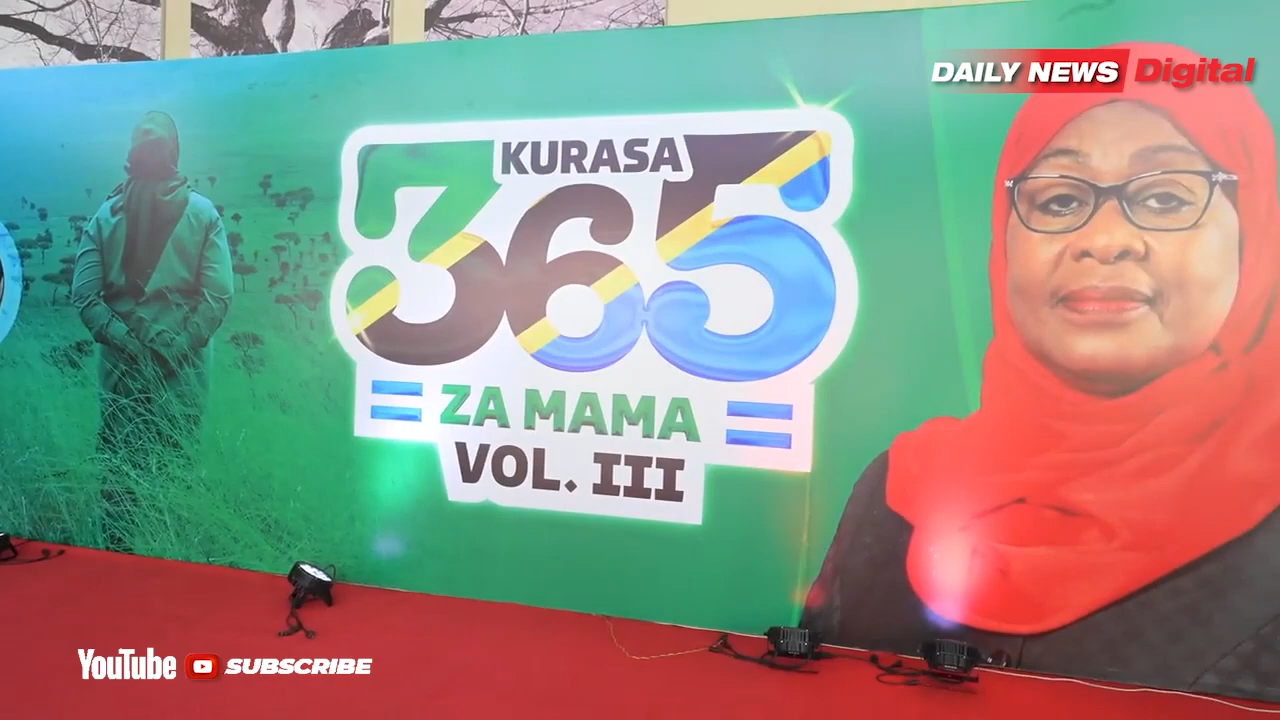 DAILY NEWS Digital
KURASA
365
ZA MAMA
VOL. III
YouTube SUBSCRIBE